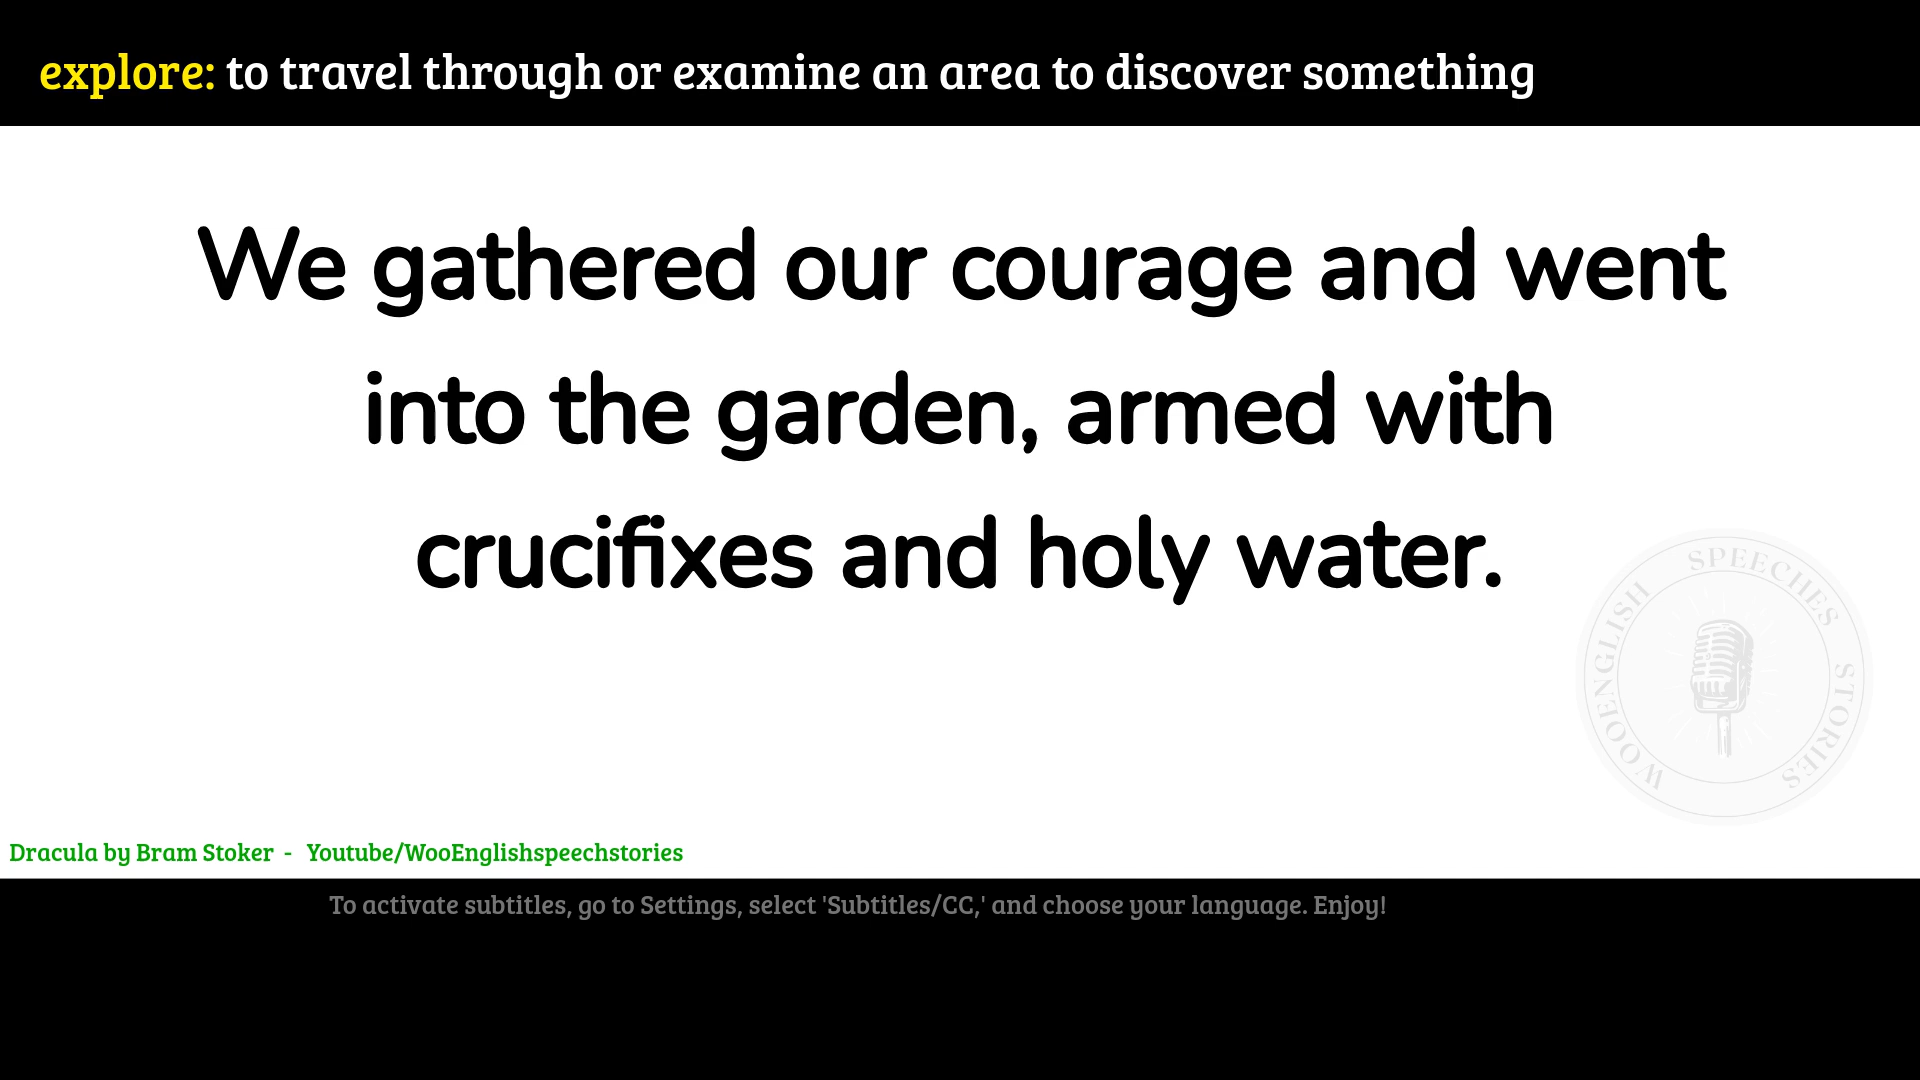 explore: to travel through or examine an area to discover something
We gathered our courage and went
into the garden, armed with
crucifixes and holy water.
WOOENGLISH SPEECHES STORIES
Dracula by Bram Stoker - Youtube/WooEnglishspeechstories
To activate subtitles, go to Settings, select 'Subtitles/CC,' and choose your language. Enjoy!